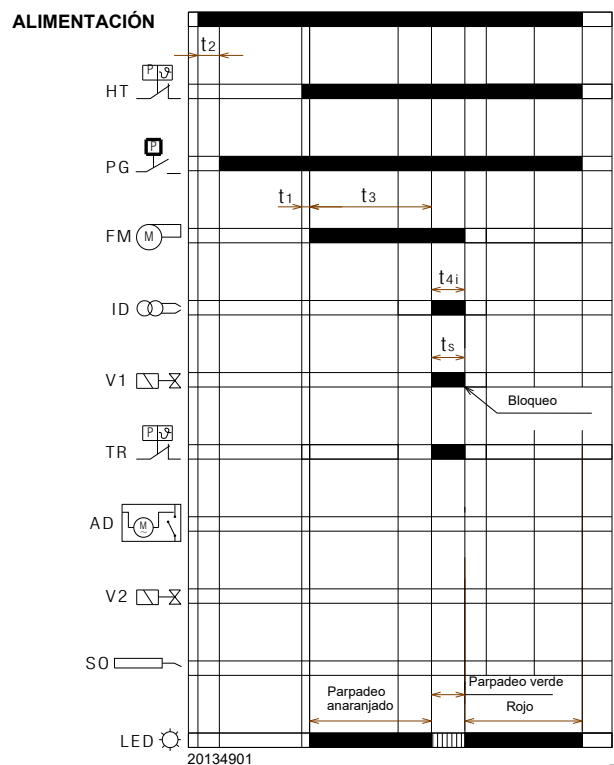 ALIMENTACIÓN
t2
P ϑ
HT
P
PG
t1 t3
FM M
t4i
ID
ts
V1
Bloqueo
P ϑ
TR
AD M ~
V2
SO
Parpadeo verde
Parpadeo
anaranjado
Rojo
LED
20134901